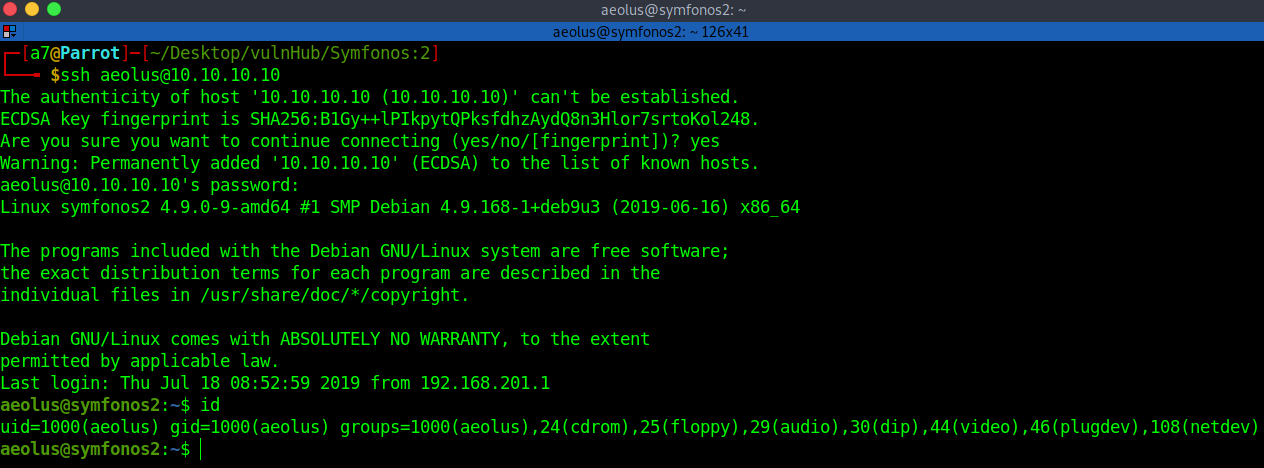 aeolus@symfonos2: ~
aeolus@symfonos2: ~ 126x41
┌─[a7@Parrot]─[~/Desktop/vulnHub/Symfonos:2]
└──╼ $ssh aeolus@10.10.10.10
The authenticity of host '10.10.10.10 (10.10.10.10)' can't be established.
ECDSA key fingerprint is SHA256:B1Gy++lPIkpytQPksfdhzAydQ8n3Hlor7srtoKol248.
Are you sure you want to continue connecting (yes/no/[fingerprint])? yes
Warning: Permanently added '10.10.10.10' (ECDSA) to the list of known hosts.
aeolus@10.10.10.10's password:
Linux symfonos2 4.9.0-9-amd64 #1 SMP Debian 4.9.168-1+deb9u3 (2019-06-16) x86_64
The programs included with the Debian GNU/Linux system are free software;
the exact distribution terms for each program are described in the
individual files in /usr/share/doc/*/copyright.
Debian GNU/Linux comes with ABSOLUTELY NO WARRANTY, to the extent
permitted by applicable law.
Last login: Thu Jul 18 08:52:59 2019 from 192.168.201.1
aeolus@symfonos2:~$ id
uid=1000(aeolus) gid=1000(aeolus) groups=1000(aeolus),24(cdrom),25(floppy),29(audio),30(dip),44(video),46(plugdev),108(netdev)
aeolus@symfonos2:~$